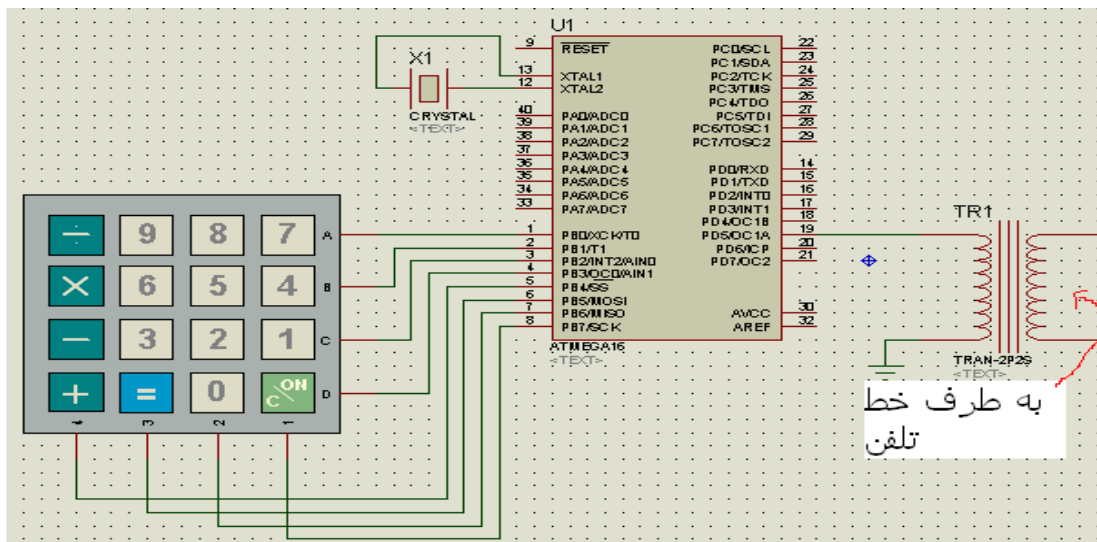 U1
X1
CRYSTAL
<TEXT>
9 RESET
13 XTAL1
12 XTAL2
40 PA0/ADC0
39 PA1/ADC1
38 PA2/ADC2
37 PA3/ADC3
36 PA4/ADC4
35 PA5/ADC5
34 PA6/ADC6
33 PA7/ADC7
1 PB0/XCK/T0
2 PB1/T1
3 PB2/INT2/AIN0
4 PB3/OC0/AIN1
5 PB4/SS
6 PB5/MOSI
7 PB6/MISO
8 PB7/SCK
PC0/SCL 22
PC1/SDA 23
PC2/TCK 24
PC3/TMS 25
PC4/TDO 26
PC5/TDI 27
PC6/TOSC1 28
PC7/TOSC2 29
PD0/RXD 14
PD1/TXD 15
PD2/INT0 16
PD3/INT1 17
PD4/OC1B 18
PD5/OC1A 19
PD6/ICP 20
PD7/OC2 21
AVCC 30
AREF 32
ATMEGA16
<TEXT>
÷ 9 8 7 A
× 6 5 4 B
− 3 2 1 C
+ = 0 ON/C D
4 3 2 1
TR1
TRAN-2P2S
<TEXT>
به طرف خط
تلفن